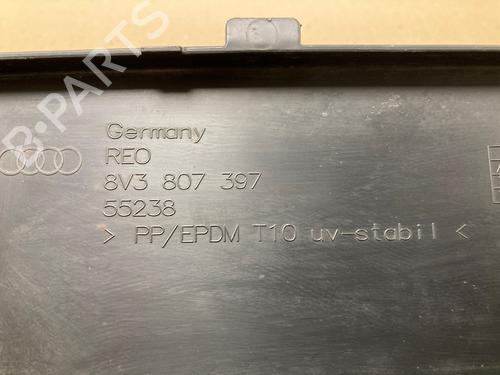 B-PARTS
Germany
REO
8V3 807 397
55238
> PP/EPDM T10 uv-stabil <